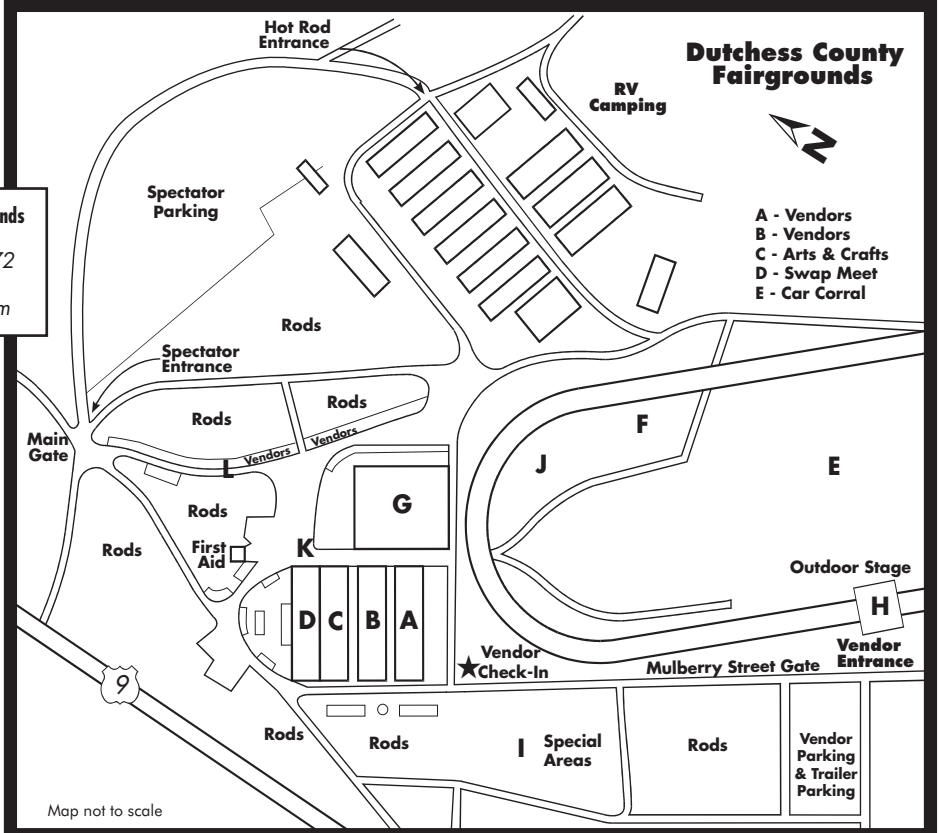 Hot Rod
Entrance
Dutchess County
Fairgrounds
RV
Camping
N
nds
72
m
Spectator
Parking
A - Vendors
B - Vendors
C - Arts & Crafts
D - Swap Meet
E - Car Corral
Rods
Spectator
Entrance
Rods
Rods
Main
Gate
Vendors
Vendors
L
F
J
E
G
Rods
Rods
First
Aid
K
Outdoor Stage
H
D
C
B
A
Vendor
Check-In
Vendor
Entrance
Mulberry Street Gate
9
Rods
Rods
I
Special
Areas
Rods
Vendor
Parking
& Trailer
Parking
Map not to scale